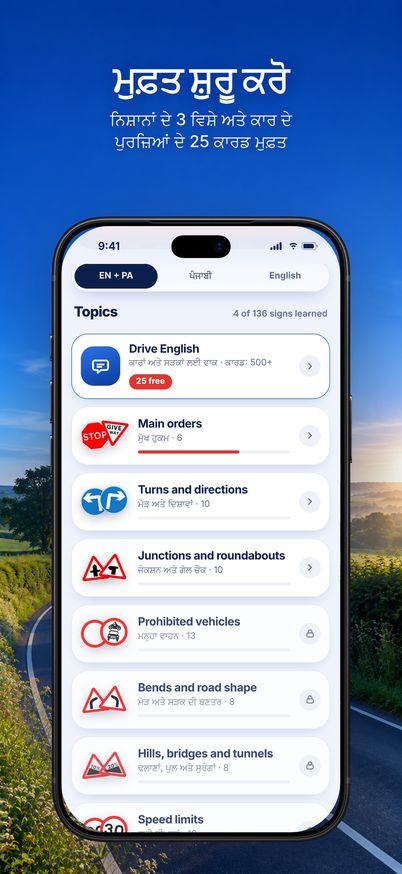 ਮੁਫ਼ਤ ਸ਼ੁਰੂ ਕਰੋ
ਨਿਸ਼ਾਨਾਂ ਦੇ 3 ਵਿਸ਼ੇ ਅਤੇ ਕਾਰ ਦੇ
ਪੁਰਜ਼ਿਆਂ ਦੇ 25 ਕਾਰਡ ਮੁਫ਼ਤ
9:41
EN + PA
ਪੰਜਾਬੀ
English
Topics
4 of 136 signs learned
Drive English
ਕਾਰਾਂ ਅਤੇ ਸੜਕਾਂ ਲਈ ਵਾਕ · ਕਾਰਡ: 500+
25 free
STOP
GIVE WAY
Main orders
ਮੁੱਖ ਹੁਕਮ · 6
Turns and directions
ਮੋੜ ਅਤੇ ਦਿਸ਼ਾਵਾਂ · 10
Junctions and roundabouts
ਜੰਕਸ਼ਨ ਅਤੇ ਗੋਲ ਚੌਕ · 10
Prohibited vehicles
ਮਨ੍ਹਾ ਵਾਹਨ · 13
Bends and road shape
ਮੋੜ ਅਤੇ ਸੜਕ ਦੀ ਬਣਤਰ · 8
Hills, bridges and tunnels
ਢਲਾਣਾਂ, ਪੁਲ ਅਤੇ ਸੁਰੰਗਾਂ · 8
30
Speed limits